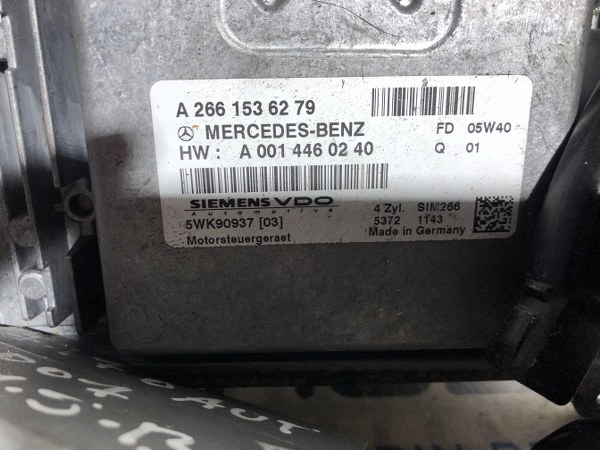 A 266 153 62 79
MERCEDES-BENZ FD 05W40
HW : A 001 446 02 40 Q 01
SIEMENS VDO 4 Zyl. SIM266
Automotive
5WK90937 [03] 5372 1143
Motorsteuergeraet Made in Germany